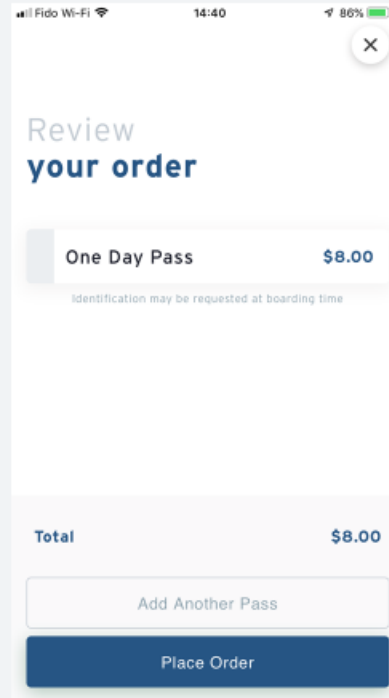 Fido Wi-Fi 14:40 86%
Review
your order
One Day Pass $8.00
Identification may be requested at boarding time
Total $8.00
Add Another Pass
Place Order